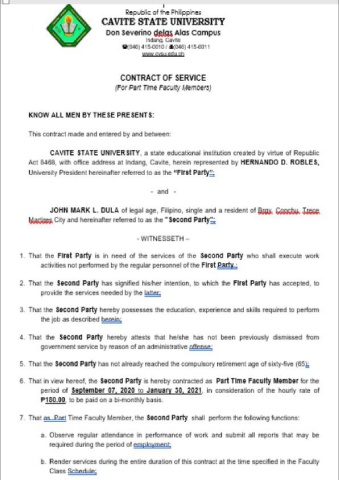 Republic of the Philippines
CAVITE STATE UNIVERSITY
Don Severino delas Alas Campus
Indang, Cavite
☎(046) 415-0010 / (046) 415-0011
www.cvsu.edu.ph
CONTRACT OF SERVICE
(For Part Time Faculty Members)
KNOW ALL MEN BY THESE PRESENTS:
This contract made and entered by and between:
CAVITE STATE UNIVERSITY, a state educational institution created by virtue of Republic
Act 8468, with office address at Indang, Cavite, herein represented by HERNANDO D. ROBLES,
University President hereinafter referred to as the "First Party";
- and -
JOHN MARK L. DULA of legal age, Filipino, single and a resident of Brgy. Conchu, Trece
Martires City and hereinafter referred to as the "Second Party";
- WITNESSETH -
1. That the First Party is in need of the services of the Second Party who shall execute work
activities not performed by the regular personnel of the First Party.;
2. That the Second Party has signified his/her intention, to which the First Party has accepted, to
provide the services needed by the latter;
3. That the Second Party hereby possesses the education, experience and skills required to perform
the job as described herein;
4. That the Second Party hereby attests that he/she has not been previously dismissed from
government service by reason of an administrative offense;
5. That the Second Party has not already reached the compulsory retirement age of sixty-five (65);
6. That in view hereof, the Second Party is hereby contracted as Part Time Faculty Member for the
period of September 07, 2020 to January 30, 2021, in consideration of the hourly rate of
₱180.00, to be paid on a bi-monthly basis.
7. That as Part Time Faculty Member, the Second Party shall perform the following functions:
a. Observe regular attendance in performance of work and submit all reports that may be
required during the period of employment;
b. Render services during the entire duration of this contract at the time specified in the Faculty
Class Schedule;